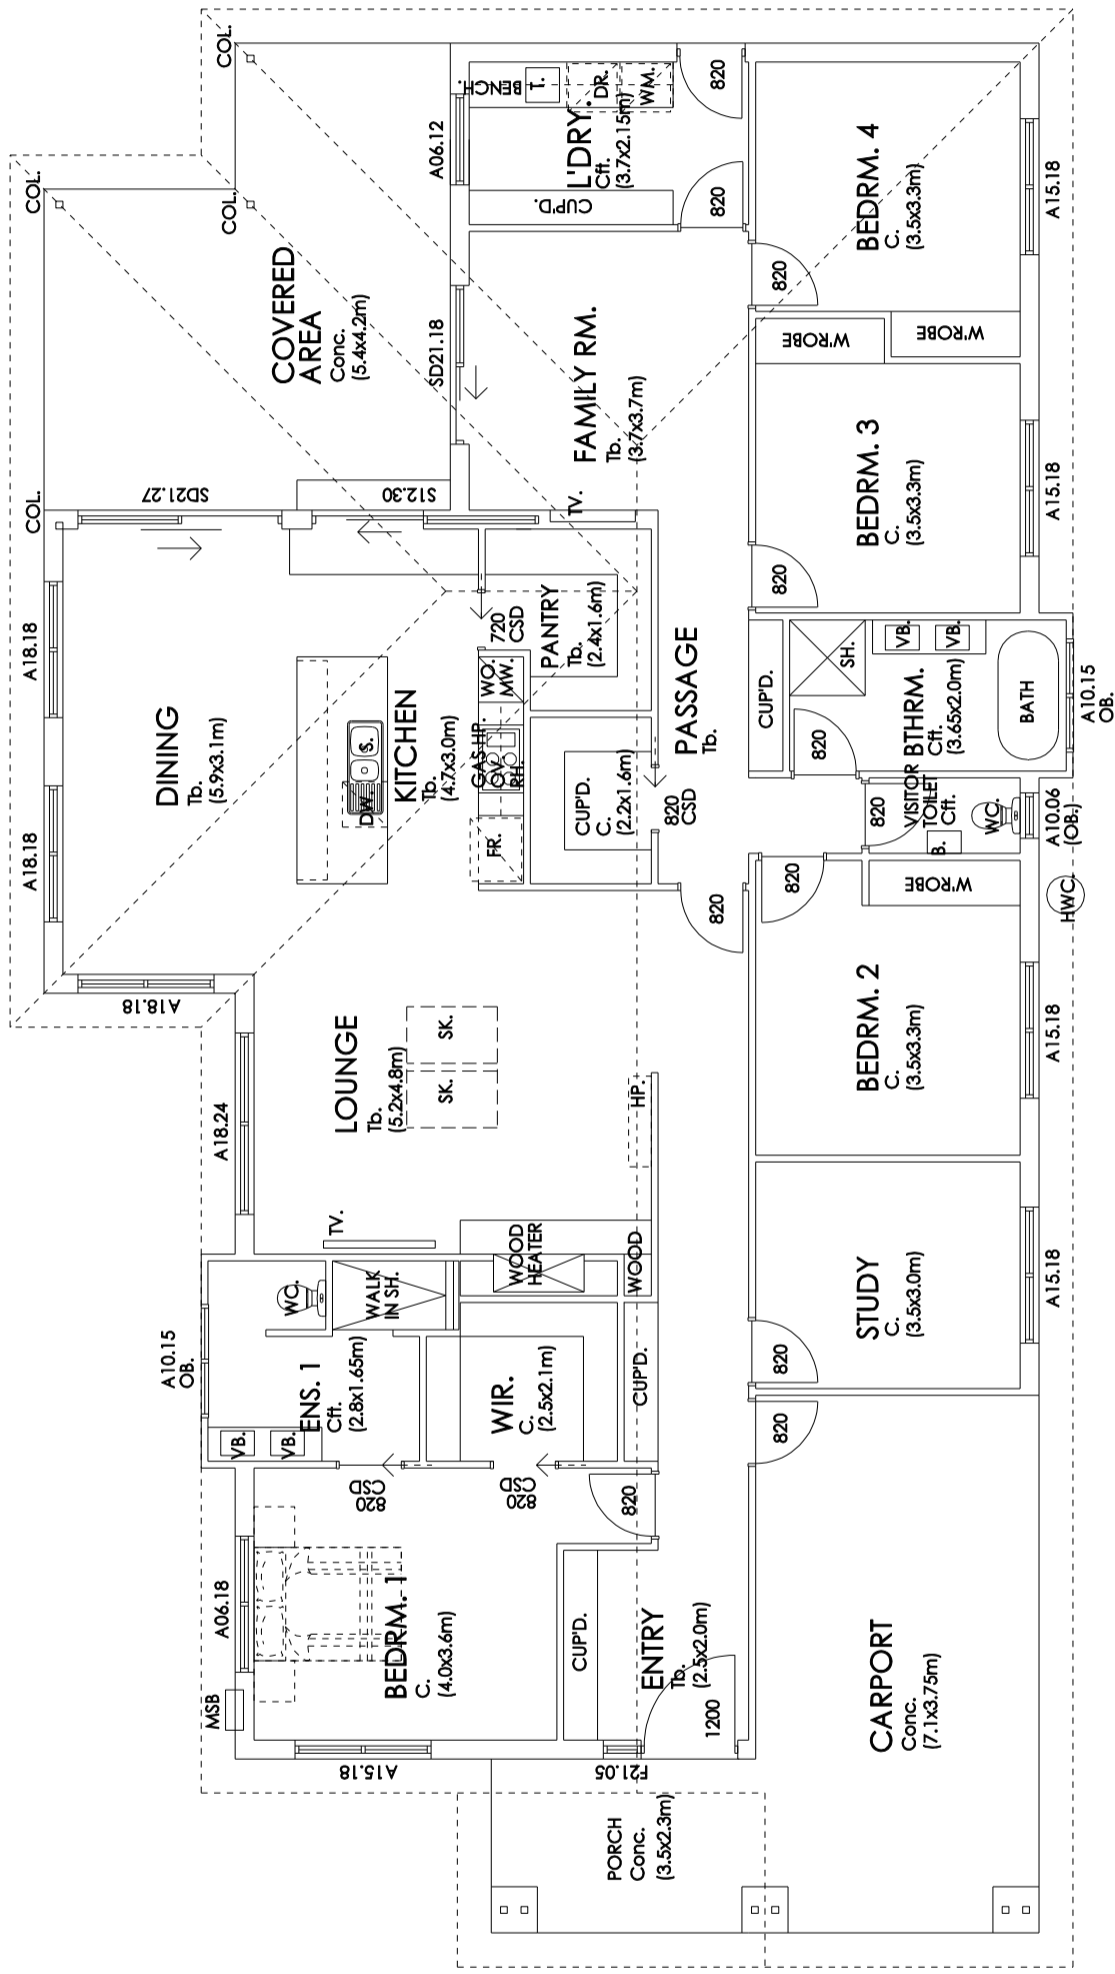 COL.
COL.
COL.
COL.
A18.18
A18.18
A18.18
SD21.27
S12.30
COVERED
AREA
Conc.
(5.4x4.2m)
A06.12
SD21.18
BENCH.
T.
DR.
WM.
L'DRY.
Cft.
(3.7x2.15m)
CUP'D.
820
820
FAMILY RM.
Tb.
(3.7x3.7m)
TV.
DINING
Tb.
(5.9x3.1m)
KITCHEN
Tb.
(4.7x3.0m)
S.
DW.
GAS HP.
OV.
RH.
WO.
MW.
FR.
720
CSD
PANTRY
Tb.
(2.4x1.6m)
CUP'D.
C.
(2.2x1.6m)
820
CSD
PASSAGE
Tb.
820
LOUNGE
Tb.
(5.2x4.8m)
SK.
SK.
HP.
A18.24
TV.
WOOD
HEATER
WOOD
WC.
WALK
IN SH.
A10.15
OB.
ENS. 1
Cft.
(2.8x1.65m)
VB.
VB.
WIR.
C.
(2.5x2.1m)
CUP'D.
820
CSD
820
CSD
820
A06.18
MSB
BEDRM. 1
C.
(4.0x3.6m)
A15.18
CUP'D.
ENTRY
Tb.
(2.5x2.0m)
1200
F21.05
PORCH
Conc.
(3.5x2.3m)
CARPORT
Conc.
(7.1x3.75m)
820
STUDY
C.
(3.5x3.0m)
820
A15.18
BEDRM. 2
C.
(3.5x3.3m)
820
W'ROBE
A15.18
HWC.
VISITOR
TOILET
Cft.
820
B.
WC.
A10.06
(OB.)
BTHRM.
Cft.
(3.65x2.0m)
820
CUP'D.
SH.
VB.
VB.
BATH
A10.15
OB.
BEDRM. 3
C.
(3.5x3.3m)
820
W'ROBE
A15.18
BEDRM. 4
C.
(3.5x3.3m)
820
W'ROBE
A15.18